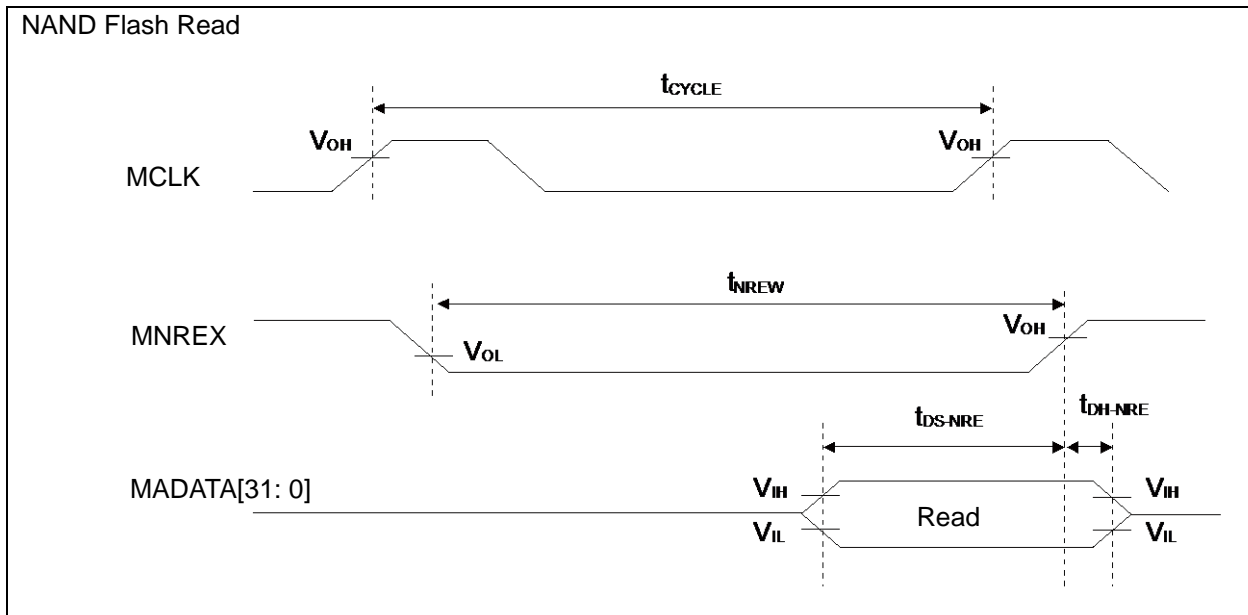 NAND Flash Read
tCYCLE
VOH VOH
MCLK
tNREW
MNREX VOH
VOL
tDS-NRE tDH-NRE
MADATA[31: 0] VIH VIH
Read
VIL VIL